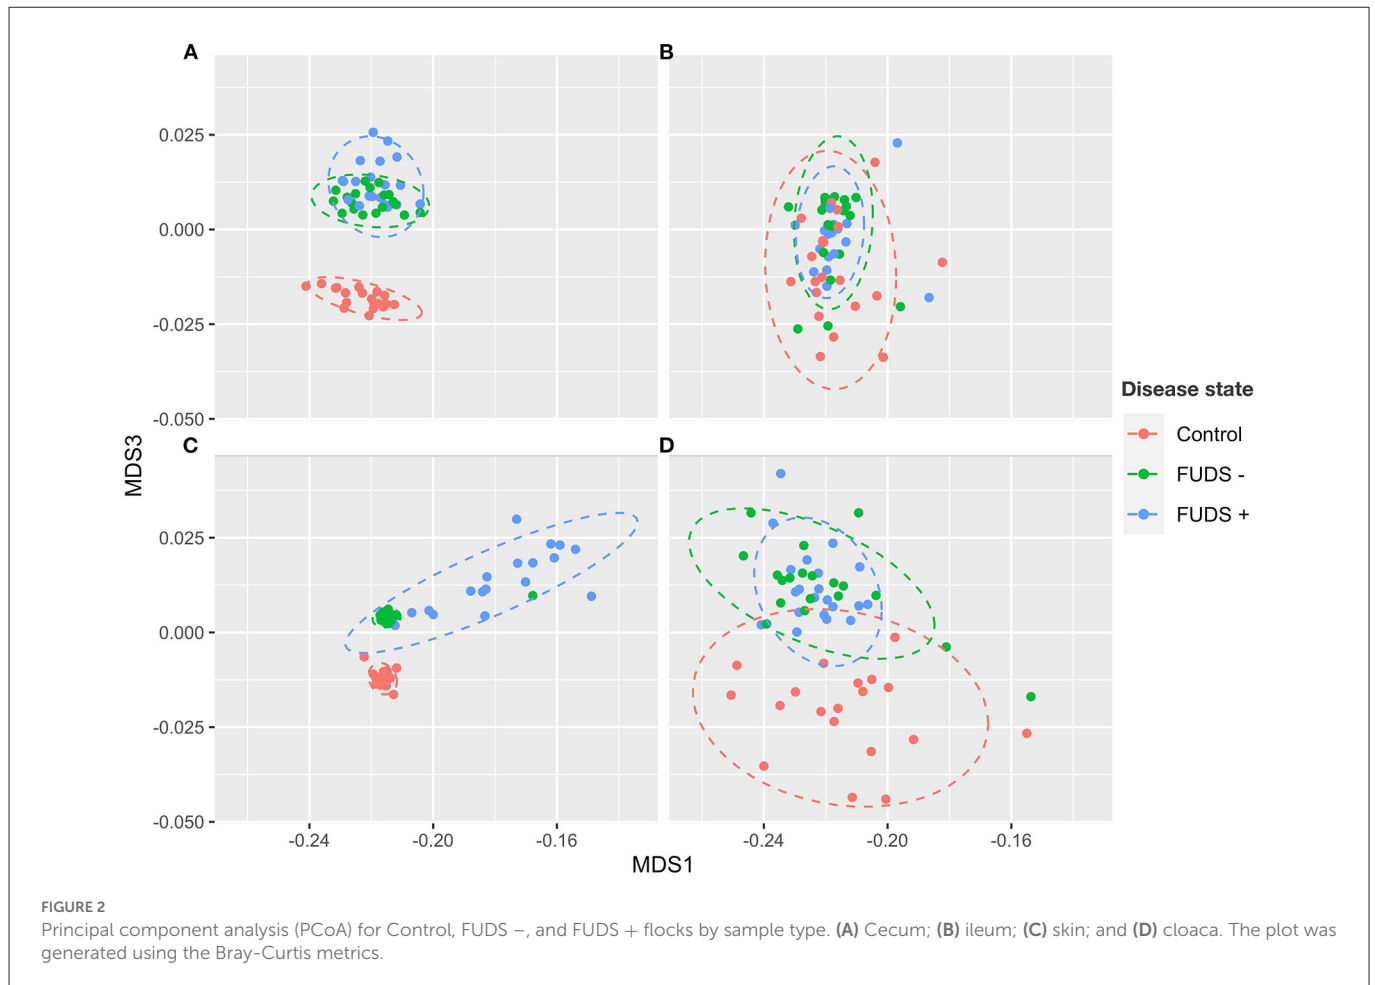 A
B
0.025
0.000
-0.025
-0.050
C
D
MDS3
0.025
0.000
-0.025
-0.050
-0.24
-0.20
-0.16
-0.24
-0.20
-0.16
MDS1
Disease state
Control
FUDS -
FUDS +
FIGURE 2
Principal component analysis (PCoA) for Control, FUDS −, and FUDS + flocks by sample type. (A) Cecum; (B) ileum; (C) skin; and (D) cloaca. The plot was
generated using the Bray-Curtis metrics.